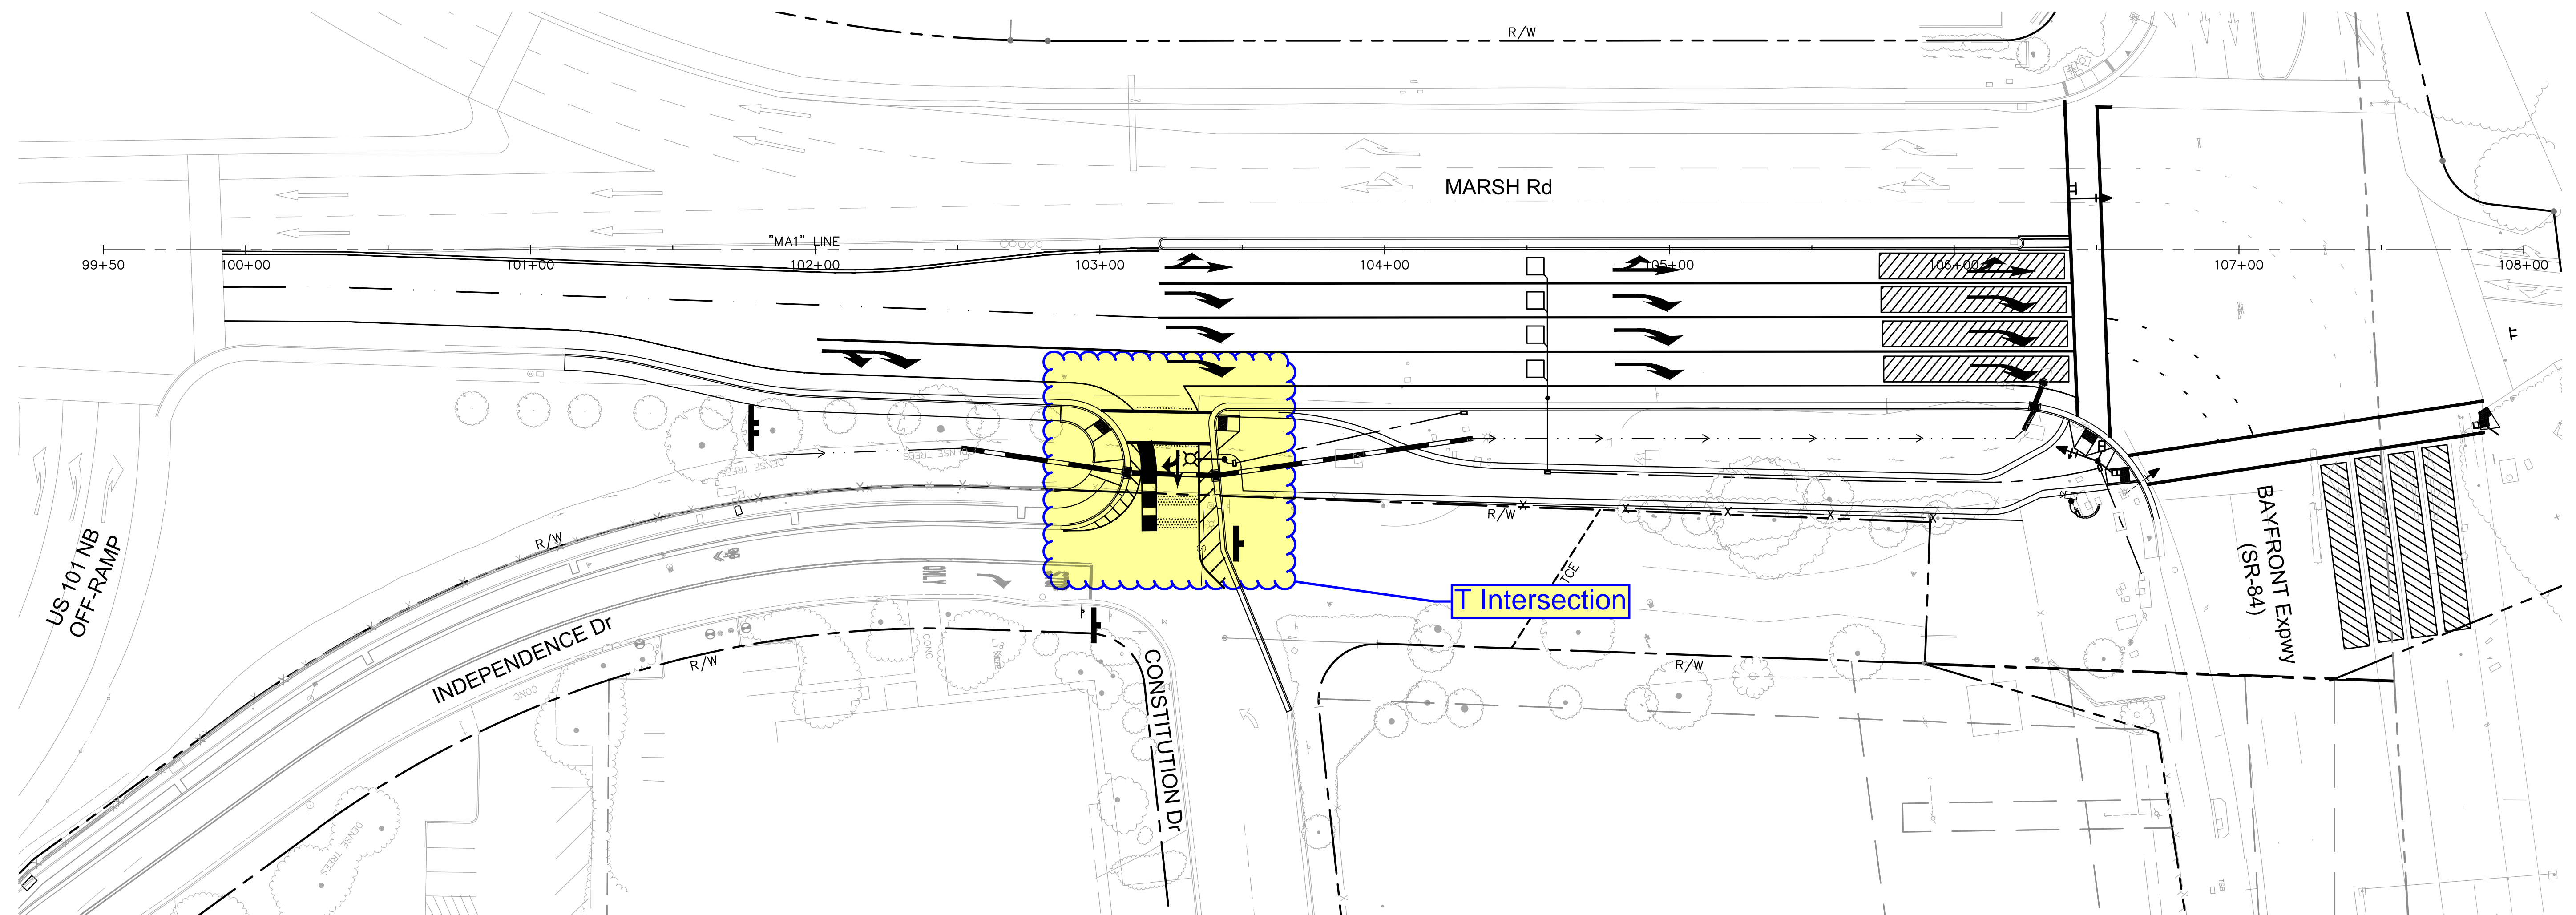 R/W
MARSH Rd
"MA1" LINE
99+50
100+00
101+00
102+00
103+00
104+00
105+00
106+00
107+00
108+00
DENSE TREES
DENSE TREES
R/W
R/W
US 101 NB
OFF-RAMP
ONLY
TCE
T Intersection
BAYFRONT Expwy
(SR-84)
INDEPENDENCE Dr
R/W
R/W
CONC
CONC
CONSTITUTION Dr
DENSE TREES
TSB